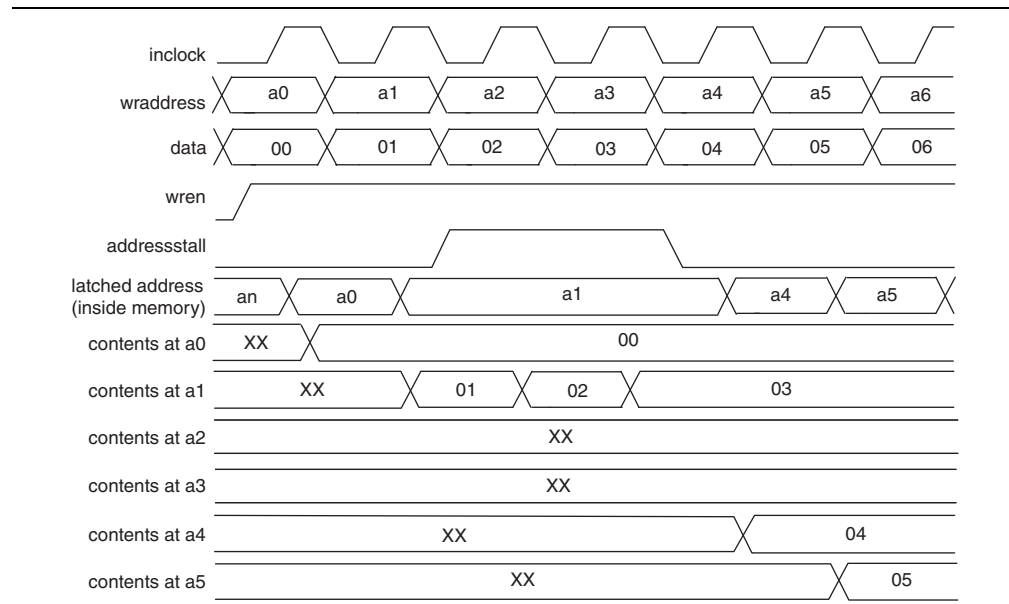 inclock
wraddress a0 a1 a2 a3 a4 a5 a6
data 00 01 02 03 04 05 06
wren
addressstall
latched address
(inside memory) an a0 a1 a4 a5
contents at a0 XX 00
contents at a1 XX 01 02 03
contents at a2 XX
contents at a3 XX
contents at a4 XX 04
contents at a5 XX 05